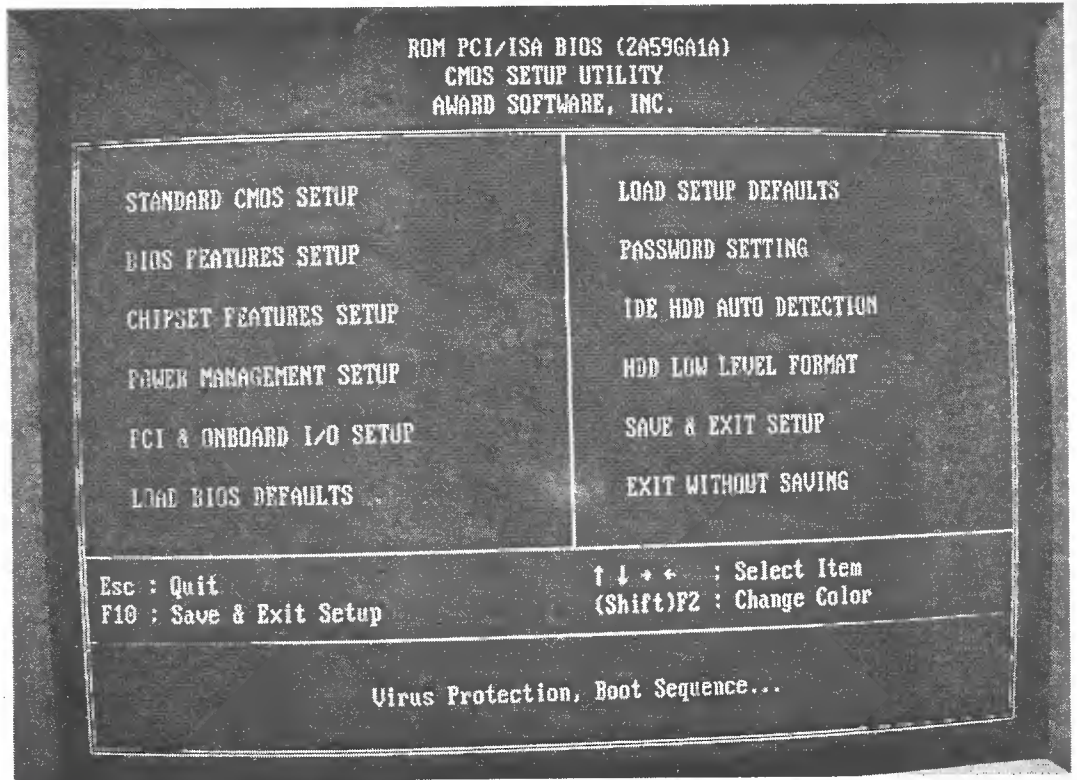 ROM PCI/ISA BIOS (2A59GA1A)
CMOS SETUP UTILITY
AWARD SOFTWARE, INC.
STANDARD CMOS SETUP
BIOS FEATURES SETUP
CHIPSET FEATURES SETUP
POWER MANAGEMENT SETUP
PCI & ONBOARD I/O SETUP
LOAD BIOS DEFAULTS
LOAD SETUP DEFAULTS
PASSWORD SETTING
IDE HDD AUTO DETECTION
HDD LOW LEVEL FORMAT
SAVE & EXIT SETUP
EXIT WITHOUT SAVING
Esc : Quit
F10 : Save & Exit Setup
↑ ↓ → ← : Select Item
(Shift)F2 : Change Color
Virus Protection, Boot Sequence...